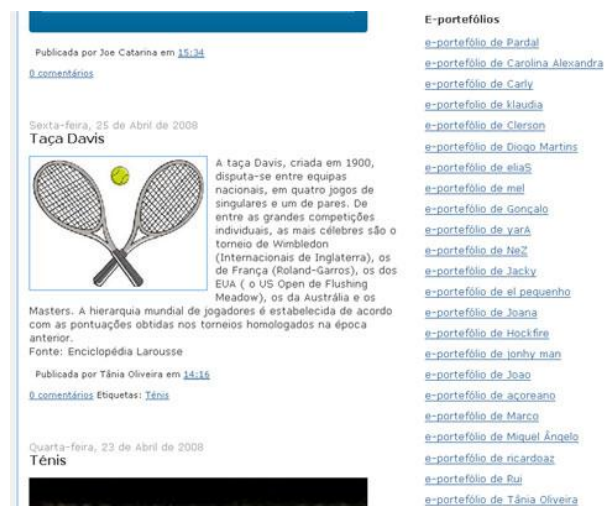 Publicada por Joe Catarina em 15:34
0 comentários
Sexta-feira, 25 de Abril de 2008
Taça Davis
A taça Davis, criada em 1900,
disputa-se entre equipas
nacionais, em quatro jogos de
singulares e um de pares. De
entre as grandes competições
individuais, as mais célebres são o
torneio de Wimbledon
(Internacionais de Inglaterra), os
de França (Roland-Garros), os dos
EUA ( o US Open de Flushing
Meadow), os da Austrália e os
Masters. A hierarquia mundial de jogadores é estabelecida de acordo
com as pontuações obtidas nos torneios homologados na época
anterior.
Fonte: Enciclopédia Larousse
Publicada por Tânia Oliveira em 14:16
0 comentários Etiquetas: Ténis
Quarta-feira, 23 de Abril de 2008
Ténis
E-portefólios
e-portefólio de Pardal
e-portefólio de Carolina Alexandra
e-portefólio de Carly
e-portefólio de klaudia
e-portefólio de Clerson
e-portefólio de Diogo Martins
e-portefólio de eliaS
e-portefólio de mel
e-portefólio de Gonçalo
e-portefólio de yarA
e-portefólio de NeZ
e-portefólio de Jacky
e-portefólio de el pequenho
e-portefólio de Joana
e-portefólio de Hockfire
e-portefólio de jonhy man
e-portefólio de Joao
e-portefólio de açoreano
e-portefólio de Marco
e-portefólio de Miguel Ângelo
e-portefólio de ricardoaz
e-portefólio de Rui
e-portefólio de Tânia Oliveira